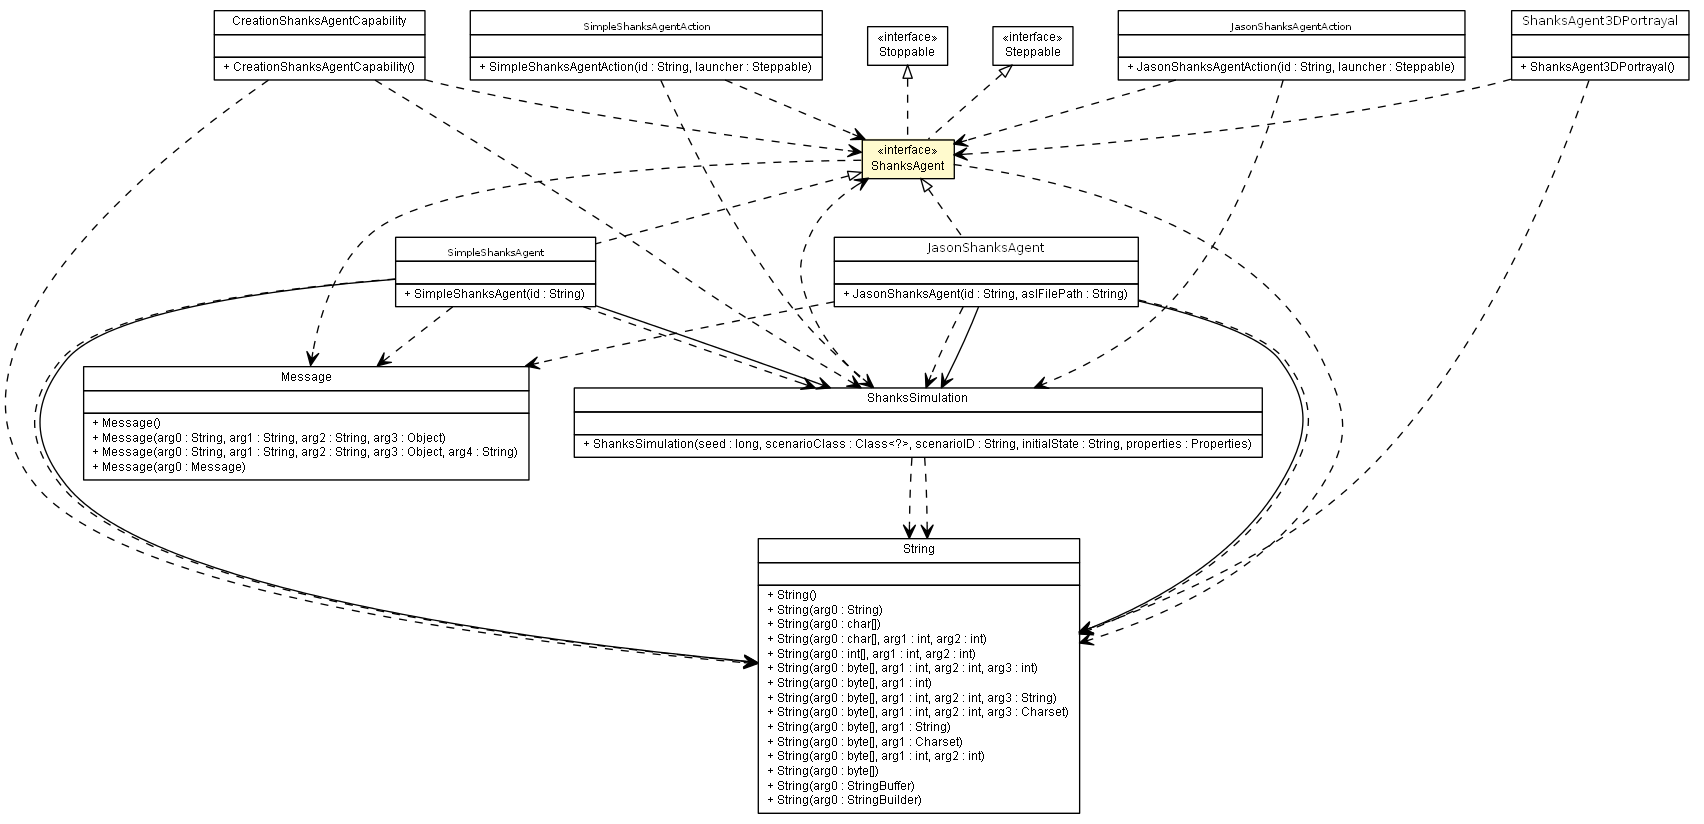 CreationShanksAgentCapability
+ CreationShanksAgentCapability()
SimpleShanksAgentAction
+ SimpleShanksAgentAction(id : String, launcher : Steppable)
«interface»
Stoppable
«interface»
Steppable
JasonShanksAgentAction
+ JasonShanksAgentAction(id : String, launcher : Steppable)
ShanksAgent3DPortrayal
+ ShanksAgent3DPortrayal()
«interface»
ShanksAgent
SimpleShanksAgent
+ SimpleShanksAgent(id : String)
JasonShanksAgent
+ JasonShanksAgent(id : String, aslFilePath : String)
Message
+ Message()
+ Message(arg0 : String, arg1 : String, arg2 : String, arg3 : Object)
+ Message(arg0 : String, arg1 : String, arg2 : String, arg3 : Object, arg4 : String)
+ Message(arg0 : Message)
ShanksSimulation
+ ShanksSimulation(seed : long, scenarioClass : Class<?>, scenarioID : String, initialState : String, properties : Properties)
String
+ String()
+ String(arg0 : String)
+ String(arg0 : char[])
+ String(arg0 : char[], arg1 : int, arg2 : int)
+ String(arg0 : int[], arg1 : int, arg2 : int)
+ String(arg0 : byte[], arg1 : int, arg2 : int, arg3 : int)
+ String(arg0 : byte[], arg1 : int)
+ String(arg0 : byte[], arg1 : int, arg2 : int, arg3 : String)
+ String(arg0 : byte[], arg1 : int, arg2 : int, arg3 : Charset)
+ String(arg0 : byte[], arg1 : String)
+ String(arg0 : byte[], arg1 : Charset)
+ String(arg0 : byte[], arg1 : int, arg2 : int)
+ String(arg0 : byte[])
+ String(arg0 : StringBuffer)
+ String(arg0 : StringBuilder)